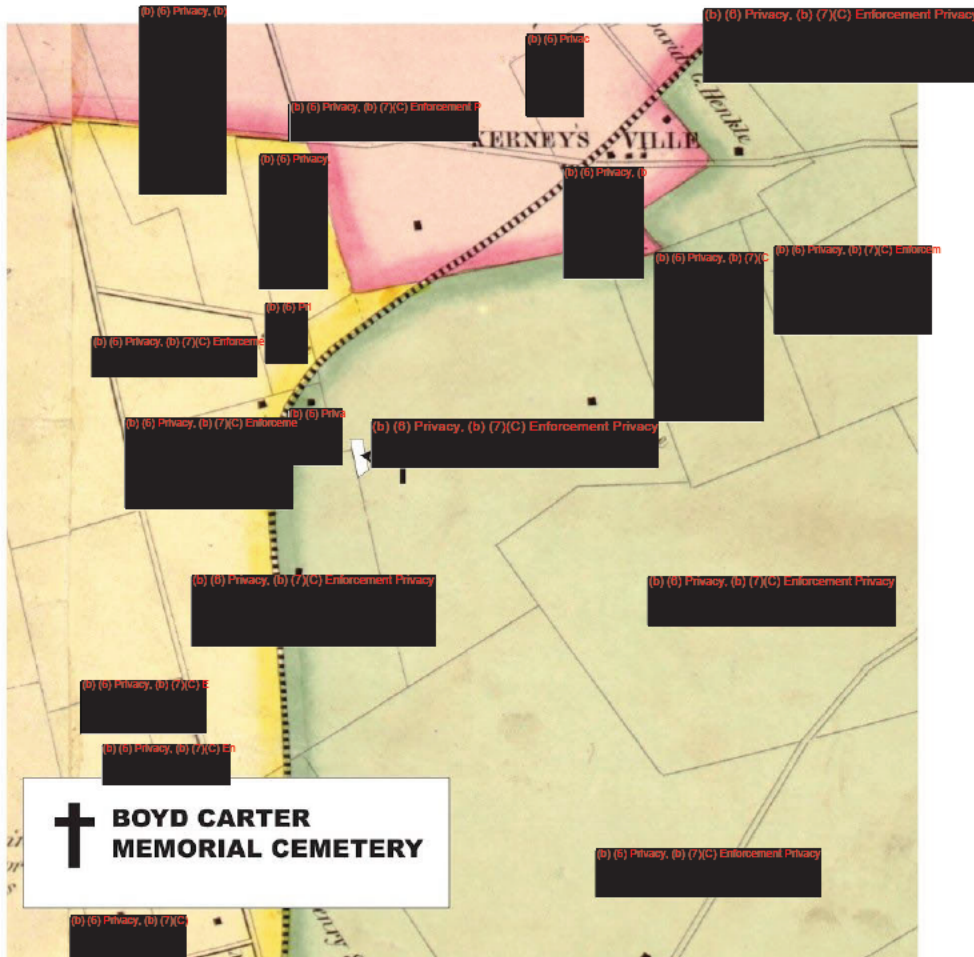 (b) (6) Privacy, (b)
(b) (6) Privacy, (b) (7)(C) Enforcement Privacy
(b) (6) Privac
(b) (6) Privacy, (b) (7)(C) Enforcement P
G. Henkle
KERNEY'S VILLE
(b) (6) Privacy,
(b) (6) Privacy, (b
(b) (6) Privacy, (b) (7)(C
(b) (6) Privacy, (b) (7)(C) Enforcem
(b) (6) Pri
(b) (6) Privacy, (b) (7)(C) Enforceme
(b) (6) Priva
(b) (6) Privacy, (b) (7)(C) Enforceme
(b) (6) Privacy, (b) (7)(C) Enforcement Privacy
(b) (6) Privacy, (b) (7)(C) Enforcement Privacy
(b) (6) Privacy, (b) (7)(C) Enforcement Privacy
(b) (6) Privacy, (b) (7)(C) E
(b) (6) Privacy, (b) (7)(C) En
BOYD CARTER
MEMORIAL CEMETERY
(b) (6) Privacy, (b) (7)(C) Enforcement Privacy
(b) (6) Privacy, (b) (7)(C)
enry